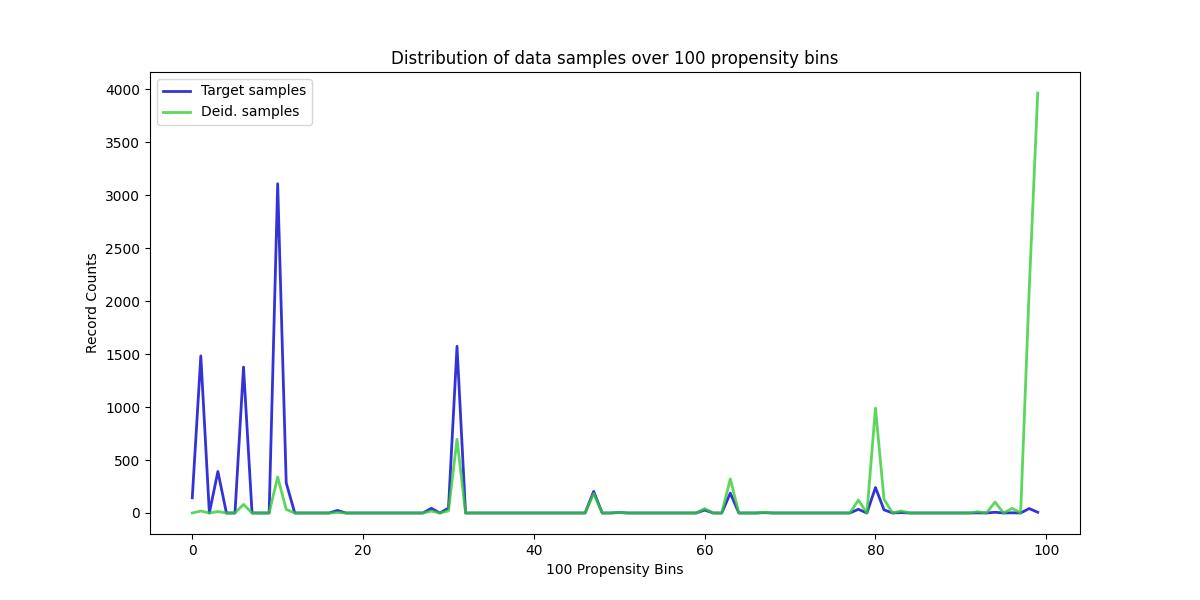 Distribution of data samples over 100 propensity bins
Target samples
Deid. samples
Record Counts
4000
3500
3000
2500
2000
1500
1000
500
0
0 20 40 60 80 100
100 Propensity Bins